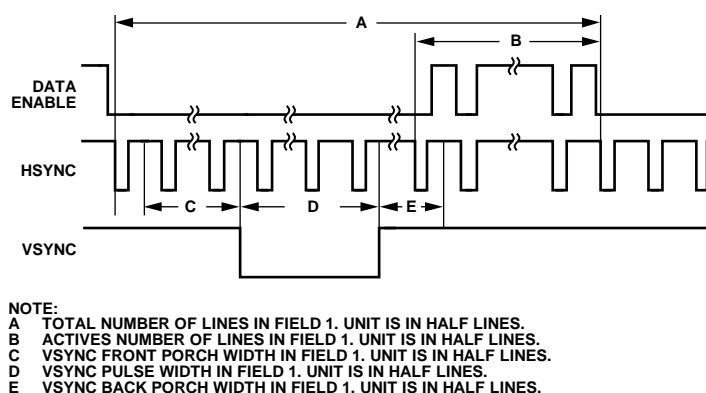 A
B
DATA
ENABLE
HSYNC
C
D
E
VSYNC
NOTE:
A TOTAL NUMBER OF LINES IN FIELD 1. UNIT IS IN HALF LINES.
B ACTIVES NUMBER OF LINES IN FIELD 1. UNIT IS IN HALF LINES.
C VSYNC FRONT PORCH WIDTH IN FIELD 1. UNIT IS IN HALF LINES.
D VSYNC PULSE WIDTH IN FIELD 1. UNIT IS IN HALF LINES.
E VSYNC BACK PORCH WIDTH IN FIELD 1. UNIT IS IN HALF LINES.